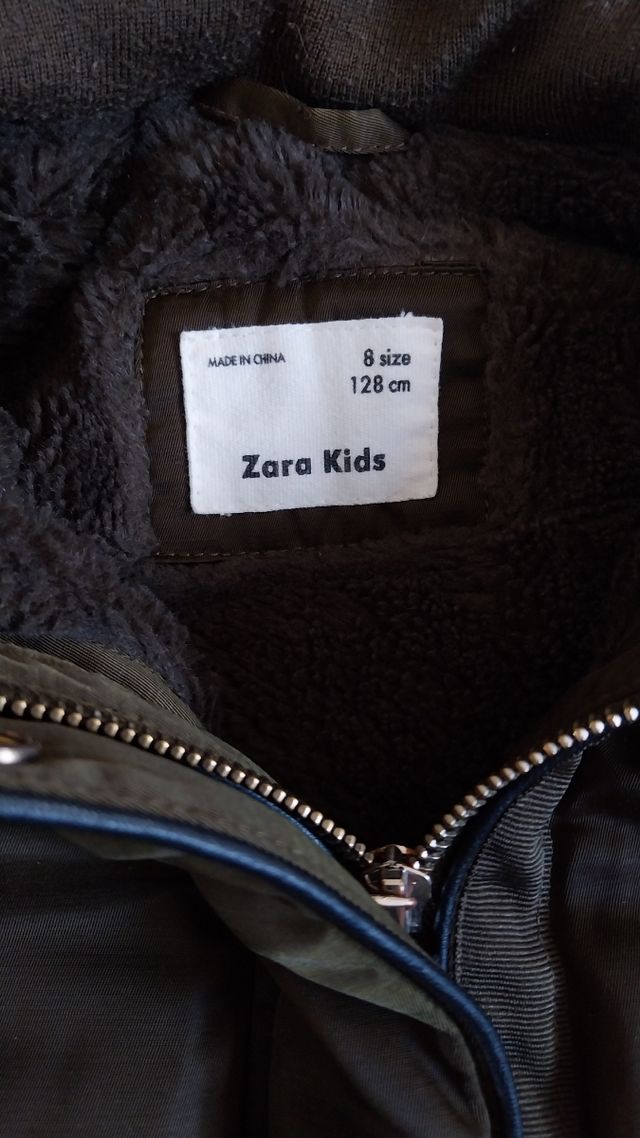 MADE IN CHINA
8 size
128 cm
Zara Kids